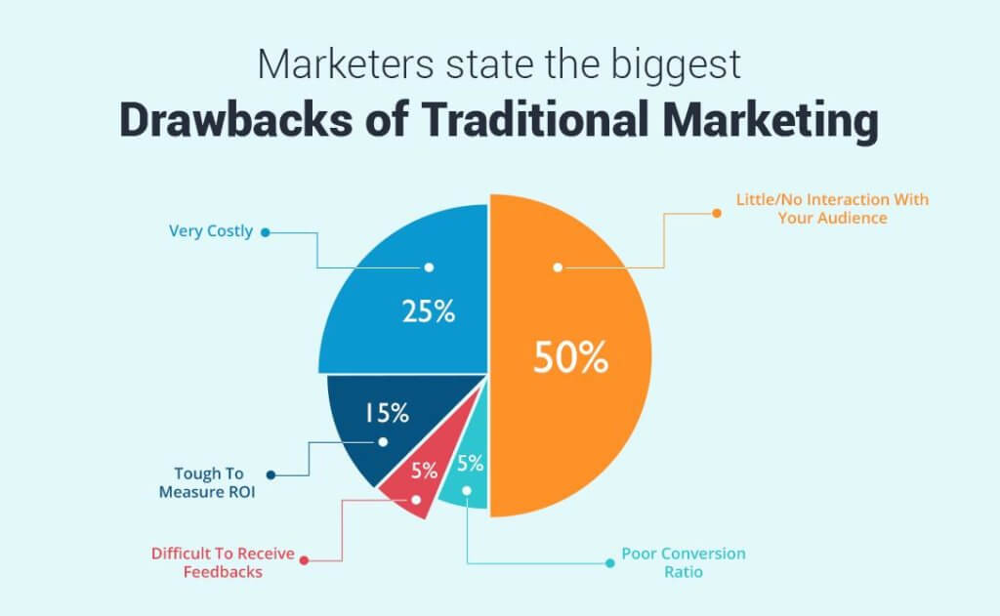 Marketers state the biggest
Drawbacks of Traditional Marketing
Little/No Interaction With
Your Audience
Very Costly
25%
50%
15%
Tough To
Measure ROI
5%
5%
Difficult To Receive
Feedbacks
Poor Conversion
Ratio